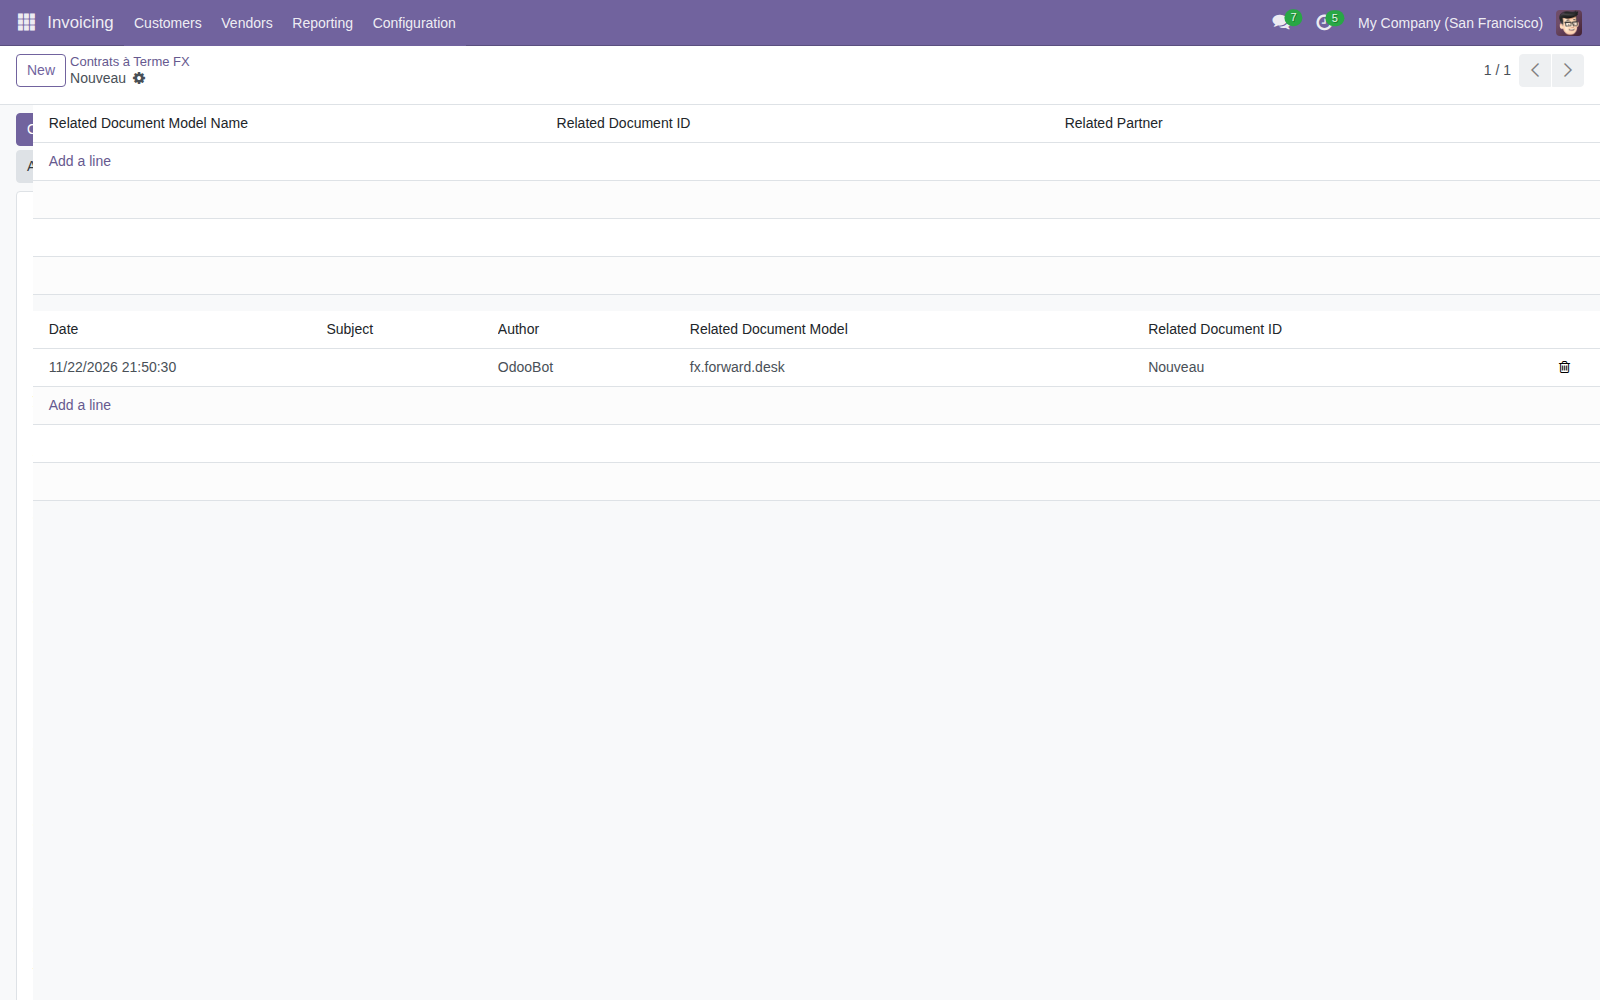 Invoicing Customers Vendors Reporting Configuration 7 5 My Company (San Francisco)
New Contrats à Terme FX
Nouveau
1 / 1
Related Document Model Name Related Document ID Related Partner
Add a line
Date Subject Author Related Document Model Related Document ID
11/22/2026 21:50:30 OdooBot fx.forward.desk Nouveau
Add a line